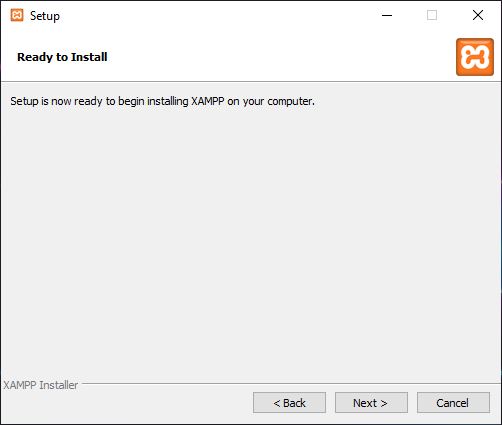 Setup
Ready to Install
Setup is now ready to begin installing XAMPP on your computer.
XAMPP Installer
< Back
Next >
Cancel